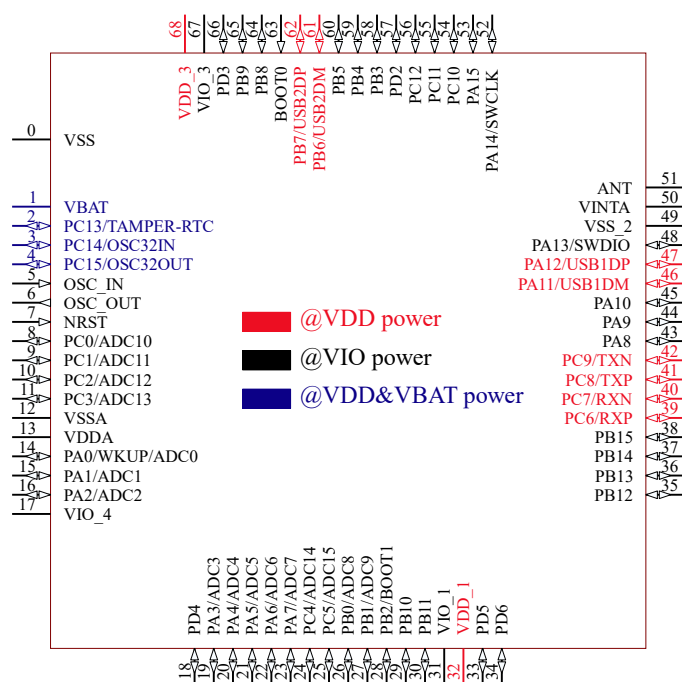 68 VDD_3
67 VIO_3
66 PD3
65 PB9
64 PB8
63 BOOT0
62 PB7/USB2DP
61 PB6/USB2DM
60 PB5
59 PB4
58 PB3
57 PD2
56 PC12
55 PC11
54 PC10
53 PA15
52 PA14/SWCLK
0 VSS
1 VBAT
2 PC13/TAMPER-RTC
3 PC14/OSC32IN
4 PC15/OSC32OUT
5 OSC_IN
6 OSC_OUT
7 NRST
8 PC0/ADC10
9 PC1/ADC11
10 PC2/ADC12
11 PC3/ADC13
12 VSSA
13 VDDA
14 PA0/WKUP/ADC0
15 PA1/ADC1
16 PA2/ADC2
17 VIO_4
@VDD power
@VIO power
@VDD&VBAT power
ANT 51
VINTA 50
VSS_2 49
PA13/SWDIO 48
PA12/USB1DP 47
PA11/USB1DM 46
PA10 45
PA9 44
PA8 43
PC9/TXN 42
PC8/TXP 41
PC7/RXN 40
PC6/RXP 39
PB15 38
PB14 37
PB13 36
PB12 35
18 PD4
19 PA3/ADC3
20 PA4/ADC4
21 PA5/ADC5
22 PA6/ADC6
23 PA7/ADC7
24 PC4/ADC14
25 PC5/ADC15
26 PB0/ADC8
27 PB1/ADC9
28 PB2/BOOT1
29 PB10
30 PB11
31 VIO_1
32 VDD_1
33 PD5
34 PD6